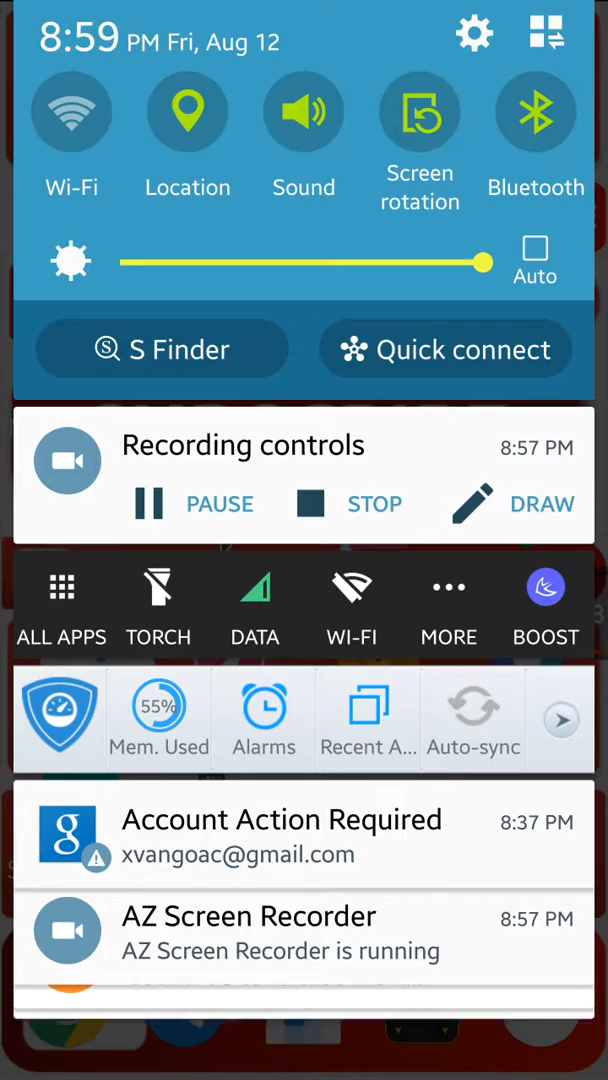 8:59 PM Fri, Aug 12
Wi-Fi
Location
Sound
Screen
rotation
Bluetooth
Auto
S Finder
Quick connect
Recording controls
8:57 PM
PAUSE
STOP
DRAW
ALL APPS
TORCH
DATA
WI-FI
MORE
BOOST
55%
Mem. Used
Alarms
Recent A...
Auto-sync
g
Account Action Required
8:37 PM
xvangoac@gmail.com
AZ Screen Recorder
8:57 PM
AZ Screen Recorder is running